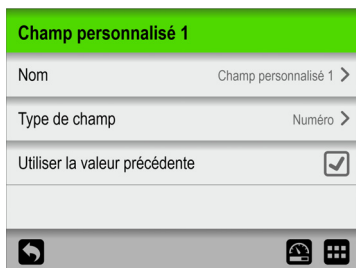 Champ personnalisé 1
Nom Champ personnalisé 1 >
Type de champ Numéro >
Utiliser la valeur précédente